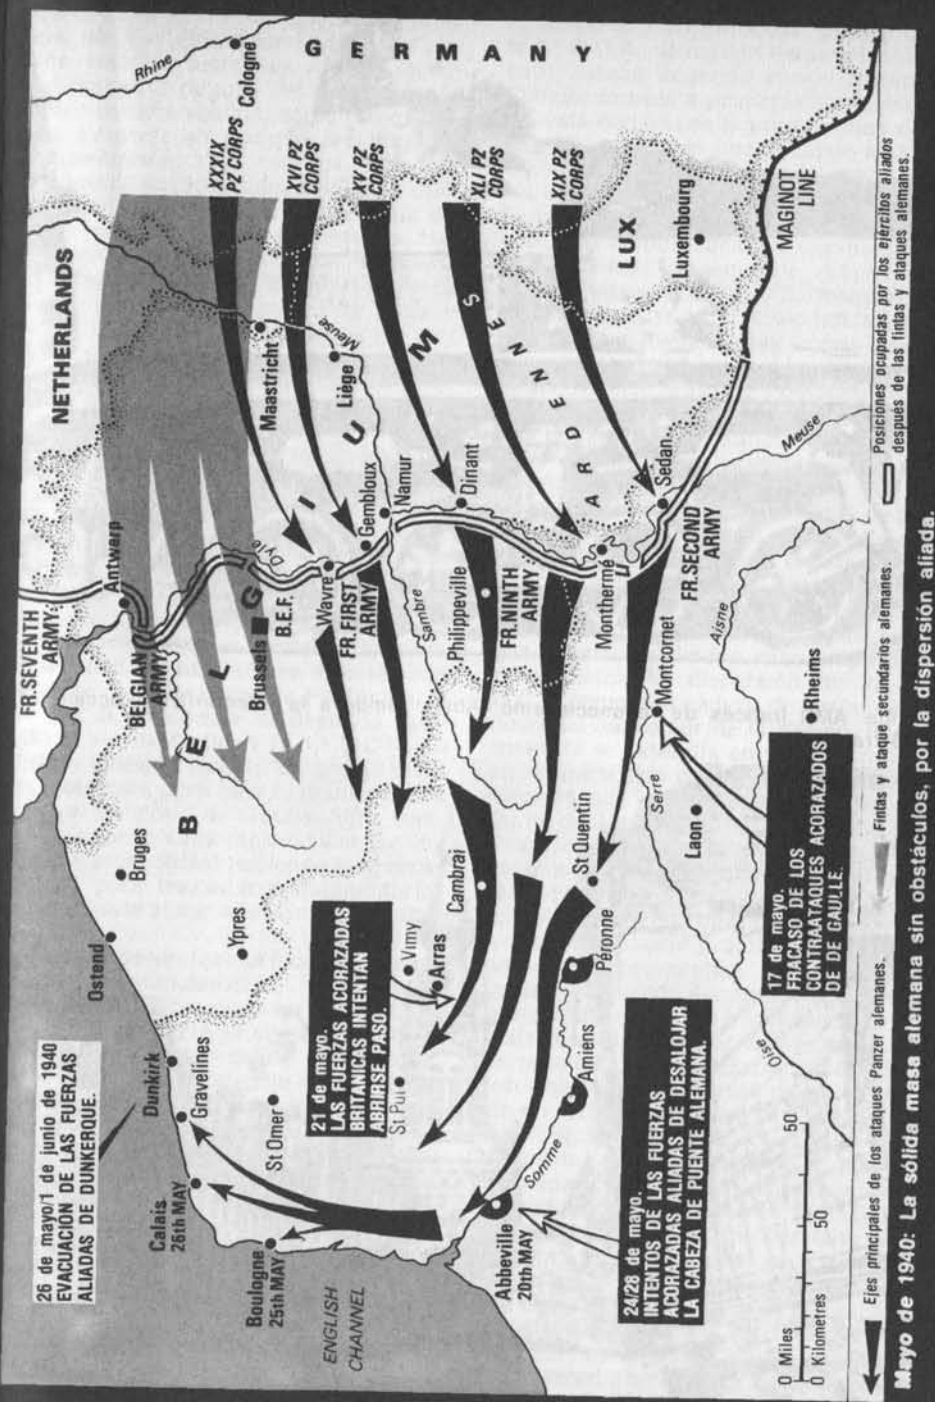 26 de mayo/1 de junio de 1940
EVACUACIÓN DE LAS FUERZAS
ALIADAS DE DUNKERQUE.
Dunkirk
Gravelines
Calais
26th MAY
Boulogne
25th MAY
ENGLISH
CHANNEL
St Omer
Ostend
Bruges
Ypres
FR. SEVENTH
ARMY.
Antwerp
NETHERLANDS
BELGIAN
ARMY
BELGIUM
Brussels
B.E.F.
Dyle
Wavre
FR. FIRST
ARMY
Gembloux
Namur
Maastricht
Liège
Meuse
Rhine
Cologne
GERMANY
XXXIX
PZ CORPS
XVI PZ
CORPS
XV PZ
CORPS
XLI PZ
CORPS
XIX PZ
CORPS
21 de mayo.
LAS FUERZAS ACORAZADAS
BRITANICAS INTENTAN
ABRIRSE PASO.
St Pol
Vimy
Arras
Cambrai
Sambre
Philippeville
Dinant
ARDENNES
FR. NINTH
ARMY
Monthermé
Sedan
LUX
Luxembourg
MAGINOT
LINE
Meuse
FR. SECOND
ARMY
Montcornet
Aisne
Rheims
Serre
Laon
St Quentin
Péronne
Amiens
Somme
Abbeville
20th MAY
Oise
24/28 de mayo.
INTENTOS DE LAS FUERZAS
ACORAZADAS ALIADAS DE DESALOJAR
LA CABEZA DE PUENTE ALEMANA.
17 de mayo.
FRACASO DE LOS
CONTRAATAQUES ACORAZADOS
DE DE GAULLE.
0 Miles 50
0 Kilometres 50
Ejes principales de los ataques Panzer alemanes.
Fintas y ataque secundarios alemanes.
Posiciones ocupadas por los ejércitos aliados
después de las fintas y ataques alemanes.
Mayo de 1940: La sólida masa alemana sin obstáculos, por la dispersión aliada.